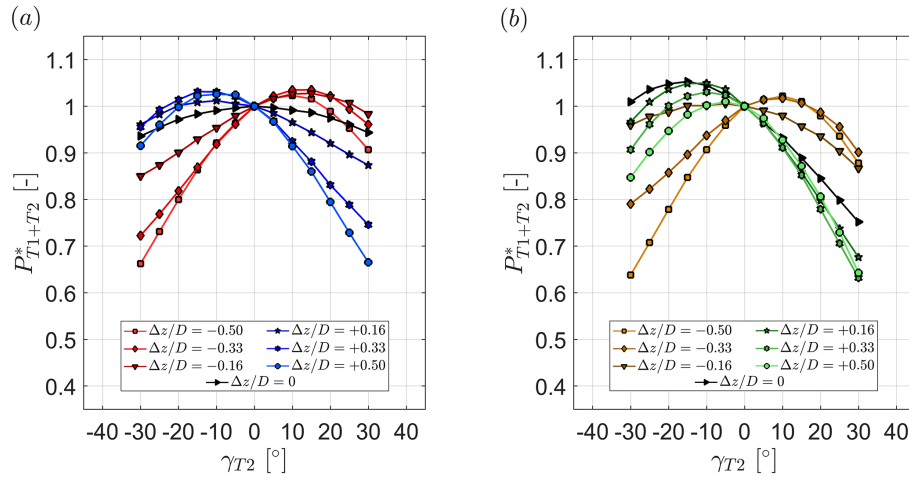 (a)
P*T1+T2 [-]
1.1
1
0.9
0.8
0.7
0.6
0.5
0.4
Δz/D = −0.50
Δz/D = +0.16
Δz/D = −0.33
Δz/D = +0.33
Δz/D = −0.16
Δz/D = +0.50
Δz/D = 0
-40 -30 -20 -10 0 10 20 30 40
γT2 [°]
(b)
P*T1+T2 [-]
1.1
1
0.9
0.8
0.7
0.6
0.5
0.4
Δz/D = −0.50
Δz/D = +0.16
Δz/D = −0.33
Δz/D = +0.33
Δz/D = −0.16
Δz/D = +0.50
Δz/D = 0
-40 -30 -20 -10 0 10 20 30 40
γT2 [°]